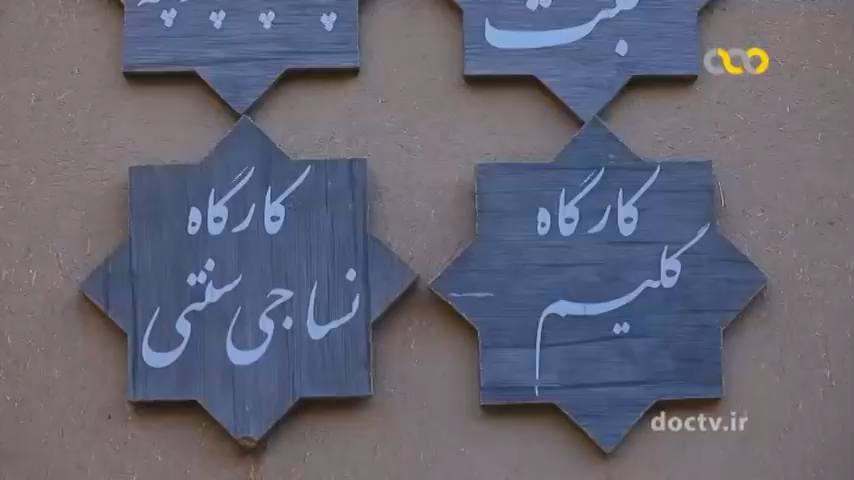 کارگاه
گلیم
کارگاه
نساجی سنتی
doctv.ir